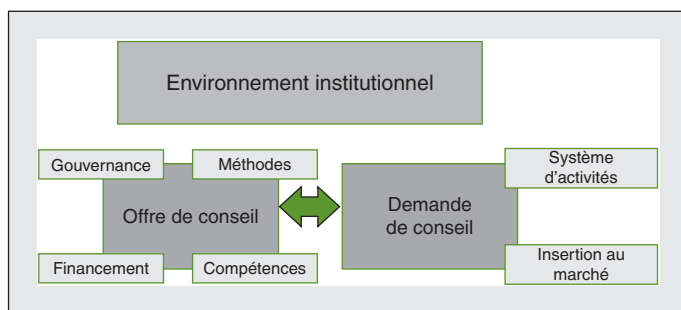 Environnement institutionnel
Gouvernance
Méthodes
Offre de conseil
Financement
Compétences
Demande
de conseil
Système
d'activités
Insertion au
marché